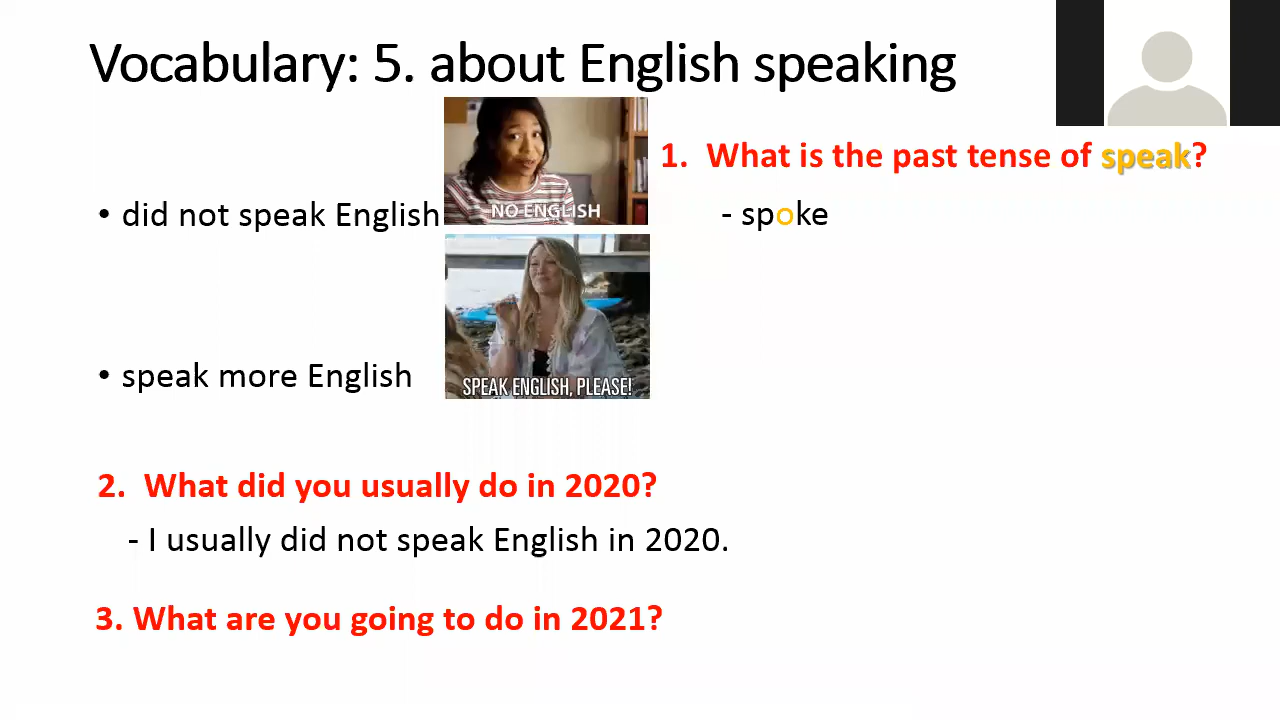 Vocabulary: 5. about English speaking
• did not speak English
NO ENGLISH
1. What is the past tense of speak?
- spoke
• speak more English
SPEAK ENGLISH, PLEASE!
2. What did you usually do in 2020?
- I usually did not speak English in 2020.
3. What are you going to do in 2021?